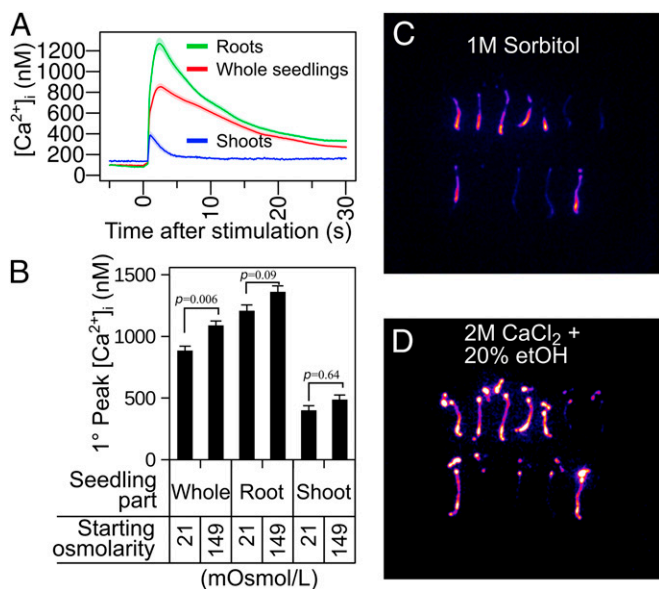 A
[Ca²⁺]ᵢ (nM)
1200
1000
800
600
400
200
0
10
20
30
Roots
Whole seedlings
Shoots
Time after stimulation (s)
B
1° Peak [Ca²⁺]ᵢ (nM)
1500
1000
500
0
p=0.006
p=0.09
p=0.64
Seedling part
Whole
Root
Shoot
Starting osmolarity
21
149
21
149
21
149
(mOsmol/L)
C
1M Sorbitol
D
2M CaCl₂ +
20% etOH